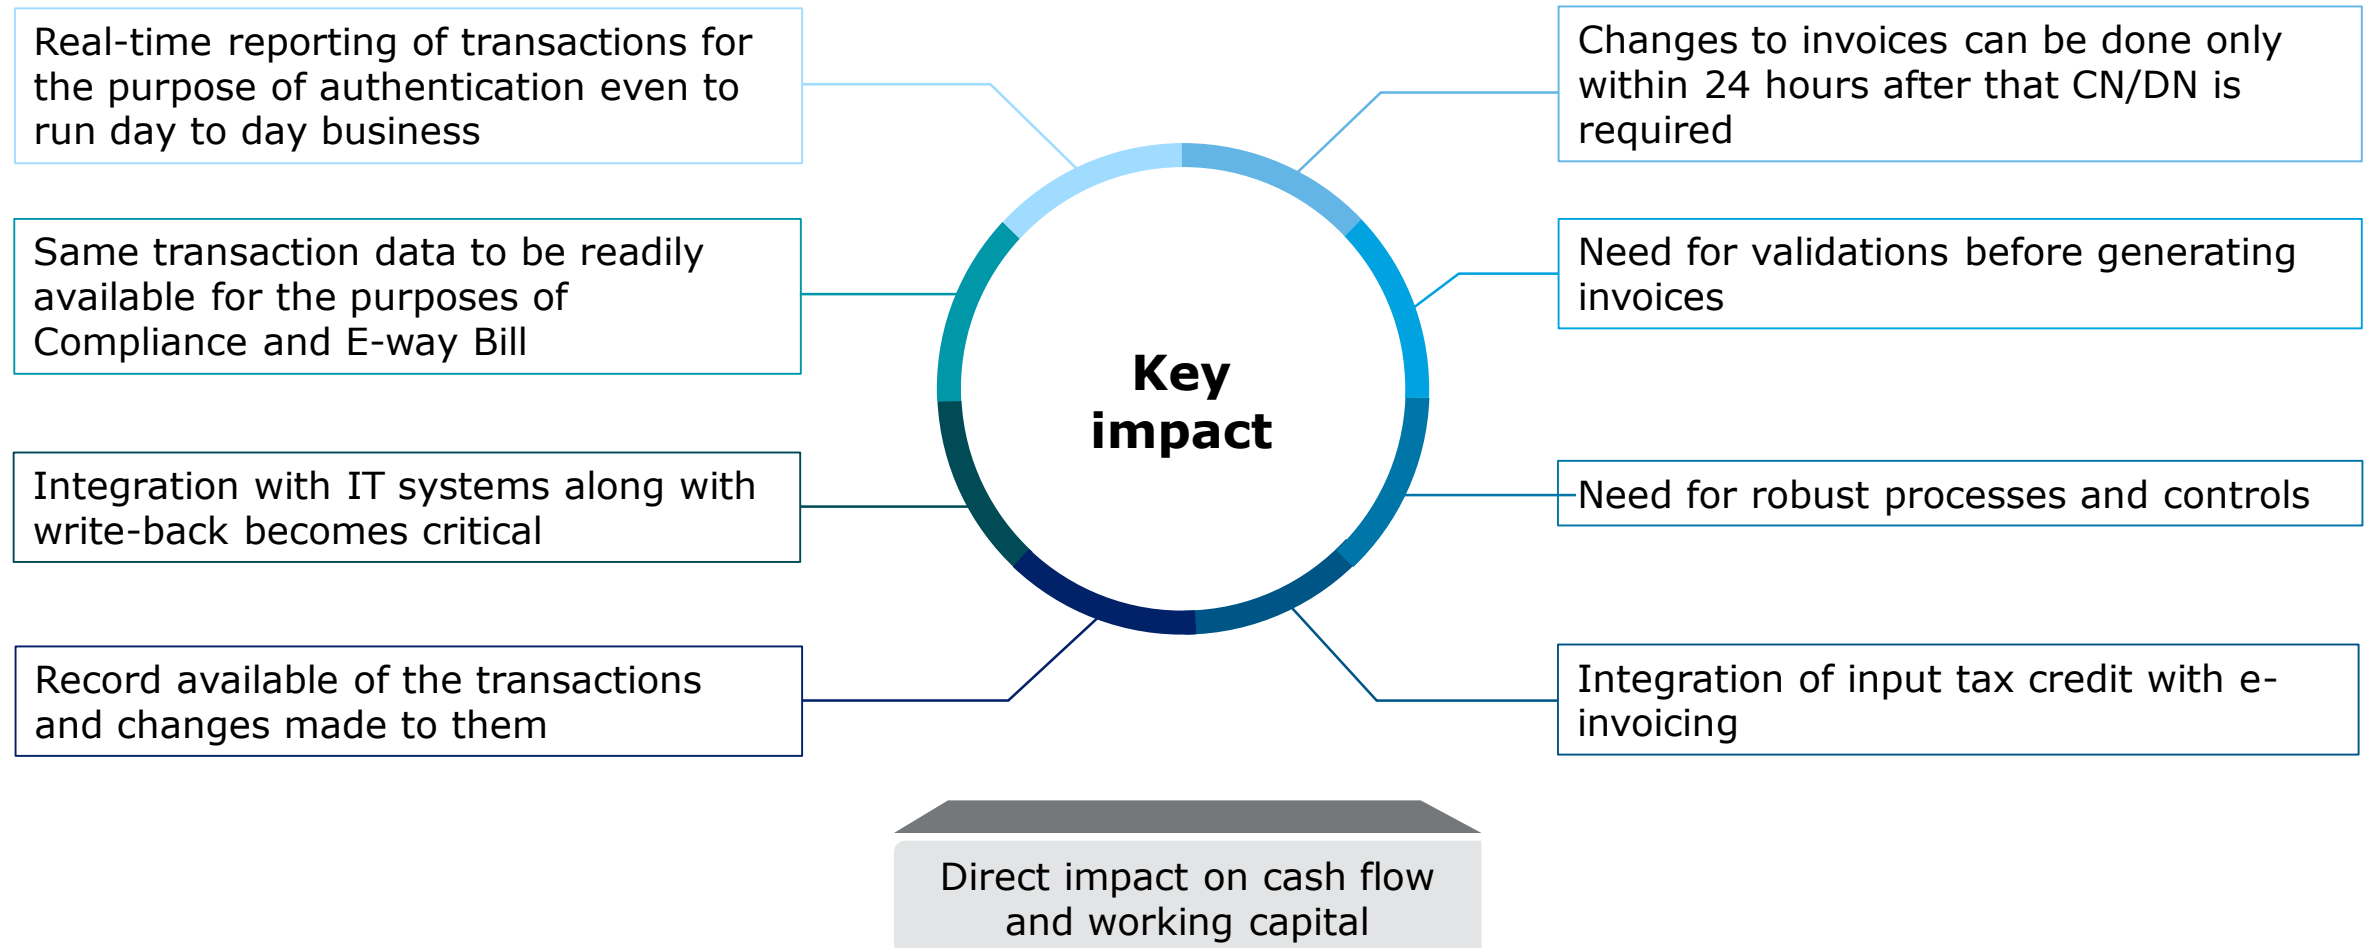 Real-time reporting of transactions for
the purpose of authentication even to
run day to day business
Same transaction data to be readily
available for the purposes of
Compliance and E-way Bill
Integration with IT systems along with
write-back becomes critical
Record available of the transactions
and changes made to them
Key
impact
Changes to invoices can be done only
within 24 hours after that CN/DN is
required
Need for validations before generating
invoices
Need for robust processes and controls
Integration of input tax credit with e-
invoicing
Direct impact on cash flow
and working capital